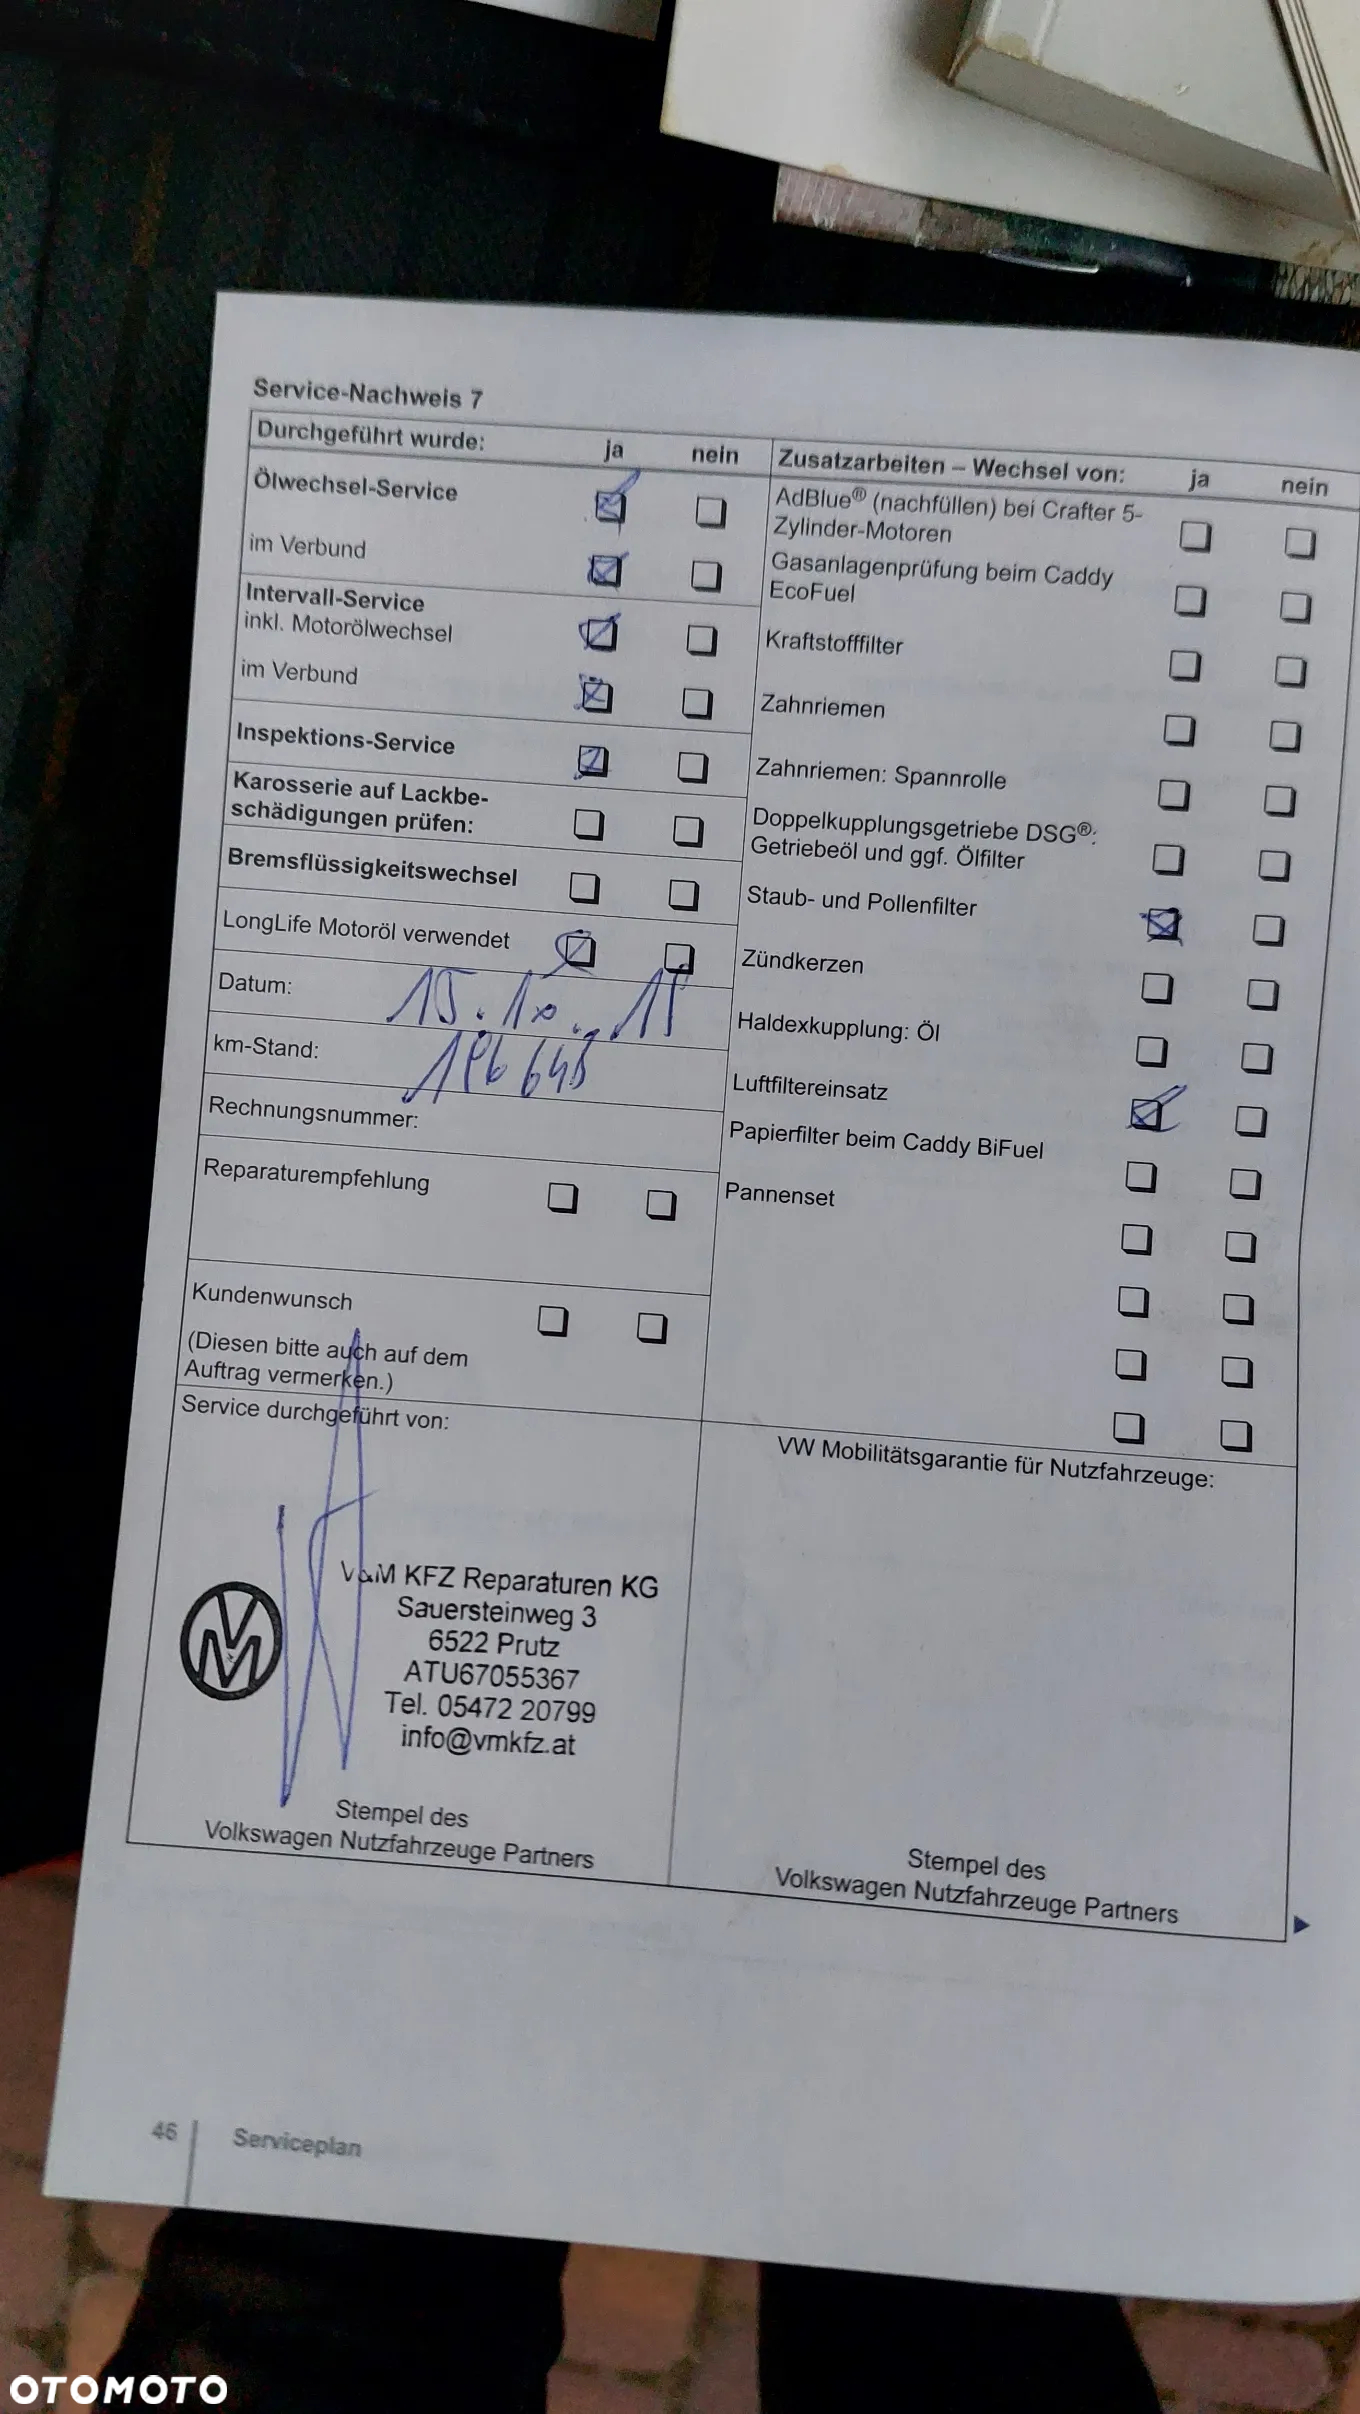 Service-Nachweis 7
Durchgeführt wurde: ja nein
Ölwechsel-Service
im Verbund
Intervall-Service
inkl. Motorölwechsel
im Verbund
Inspektions-Service
Karosserie auf Lackbe-
schädigungen prüfen:
Bremsflüssigkeitswechsel
LongLife Motoröl verwendet
Datum: 15.10.
km-Stand:
Rechnungsnummer:
Reparaturempfehlung
Kundenwunsch
(Diesen bitte auch auf dem
Auftrag vermerken.)
Service durchgeführt von:
V&M KFZ Reparaturen KG
Sauersteinweg 3
6522 Prutz
ATU67055367
Tel. 05472 20799
info@vmkfz.at
VM
Stempel des
Volkswagen Nutzfahrzeuge Partners
Zusatzarbeiten – Wechsel von: ja nein
AdBlue® (nachfüllen) bei Crafter 5-
Zylinder-Motoren
Gasanlagenprüfung beim Caddy
EcoFuel
Kraftstofffilter
Zahnriemen
Zahnriemen: Spannrolle
Doppelkupplungsgetriebe DSG®:
Getriebeöl und ggf. Ölfilter
Staub- und Pollenfilter
Zündkerzen
Haldexkupplung: Öl
Luftfiltereinsatz
Papierfilter beim Caddy BiFuel
Pannenset
VW Mobilitätsgarantie für Nutzfahrzeuge:
Stempel des
Volkswagen Nutzfahrzeuge Partners
46 Serviceplan
OTOMOTO